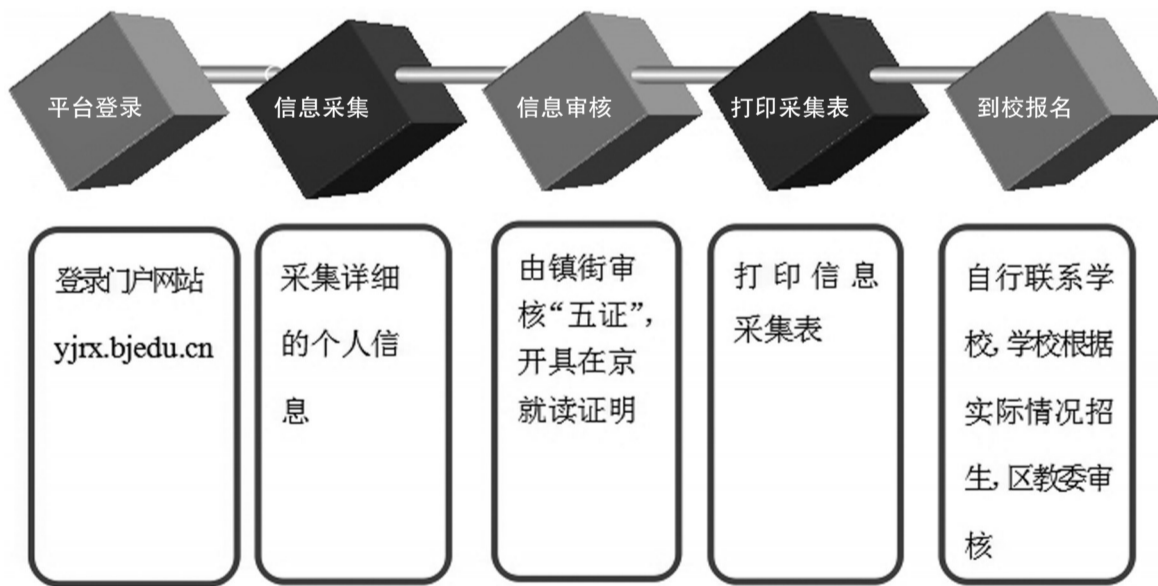 平台登录
信息采集
信息审核
打印采集表
到校报名
登录门户网站
yjrx.bjedu.cn
采集详细
的个人信
息
由镇街审
核“五证”，
开具在京
就读证明
打印信息
采集表
自行联系学
校，学校根据
实际情况招
生，区教委审
核